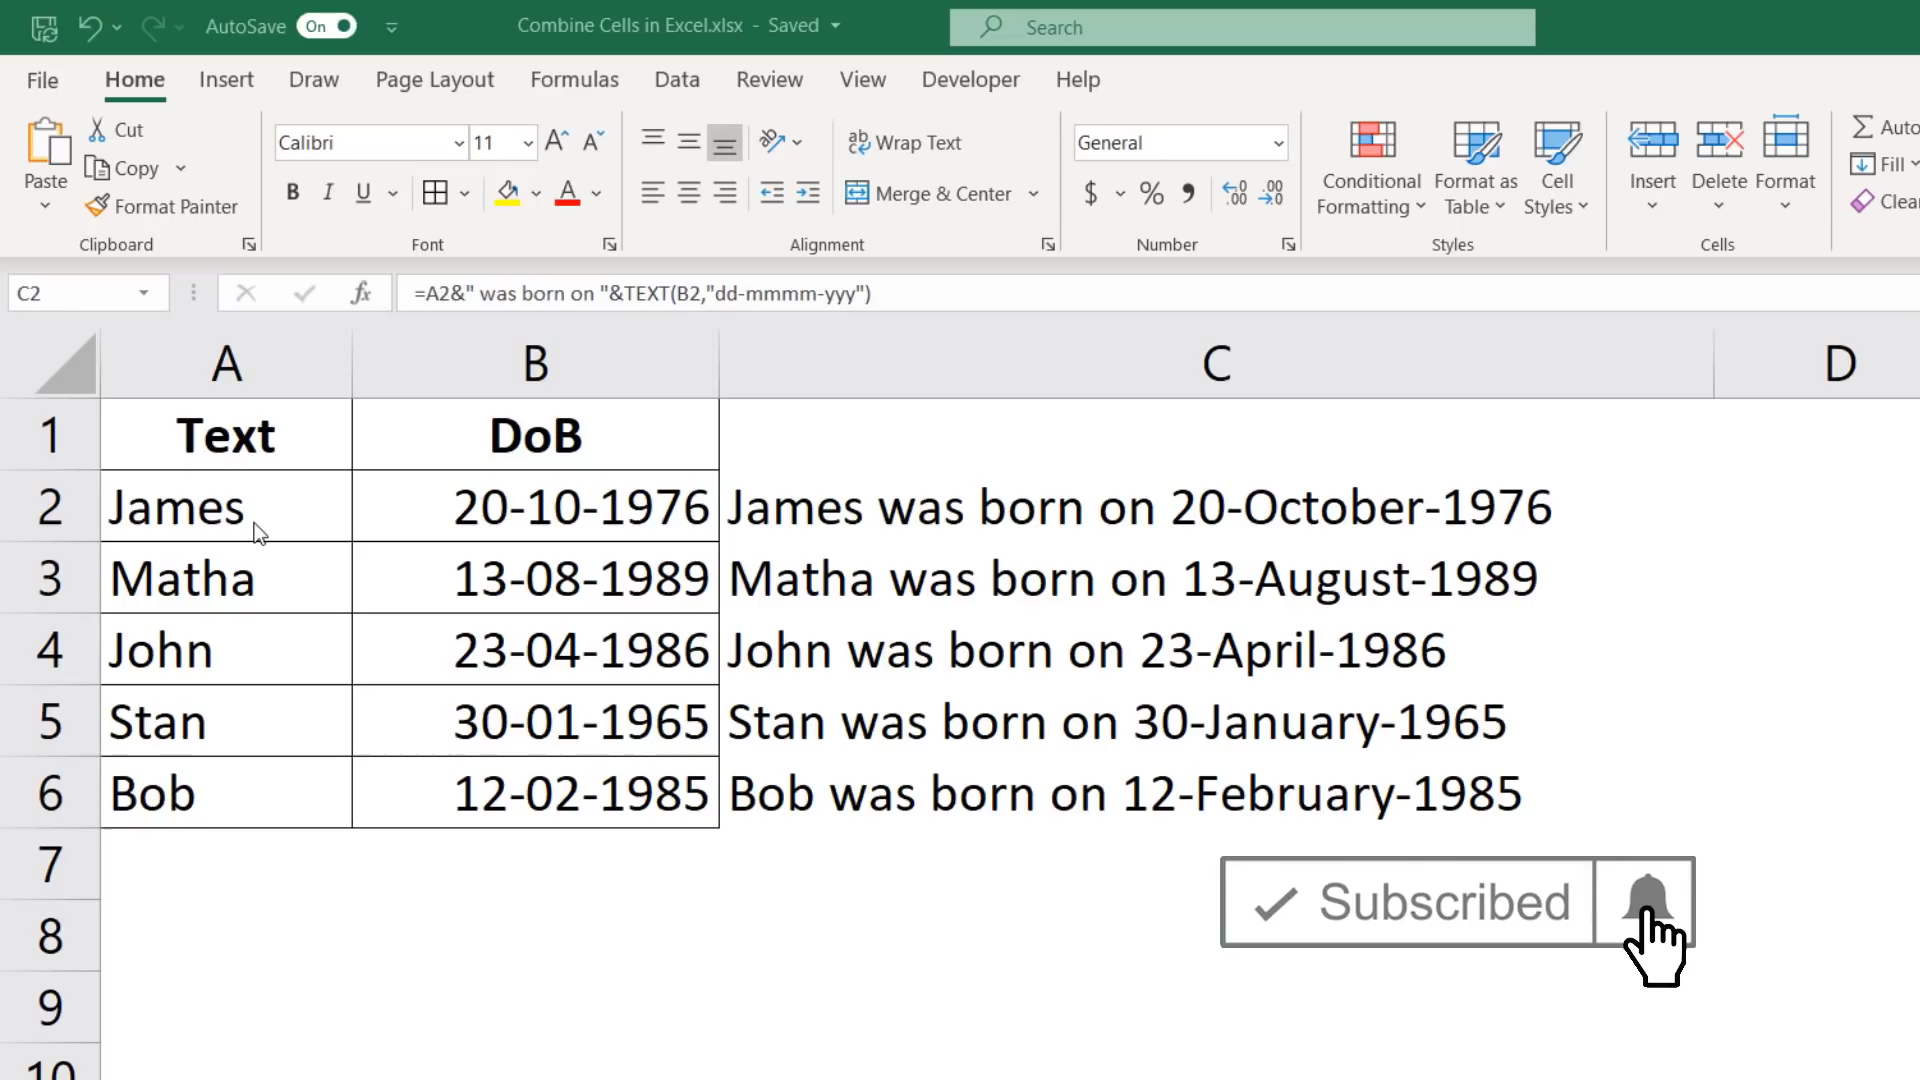 AutoSave On Combine Cells in Excel.xlsx - Saved Search
File Home Insert Draw Page Layout Formulas Data Review View Developer Help
Paste
Cut
Copy
Format Painter
Clipboard
Calibri 11
B I U A
Font
Wrap Text
Merge & Center
Alignment
General
$ % ,
Number
Conditional Formatting
Format as Table
Cell Styles
Styles
Insert Delete Format
Cells
Auto
Fill
Clea
C2 fx =A2&" was born on "&TEXT(B2,"dd-mmmm-yyy")
A B C D
1 Text DoB
2 James 20-10-1976 James was born on 20-October-1976
3 Matha 13-08-1989 Matha was born on 13-August-1989
4 John 23-04-1986 John was born on 23-April-1986
5 Stan 30-01-1965 Stan was born on 30-January-1965
6 Bob 12-02-1985 Bob was born on 12-February-1985
7
Subscribed
8
9
10